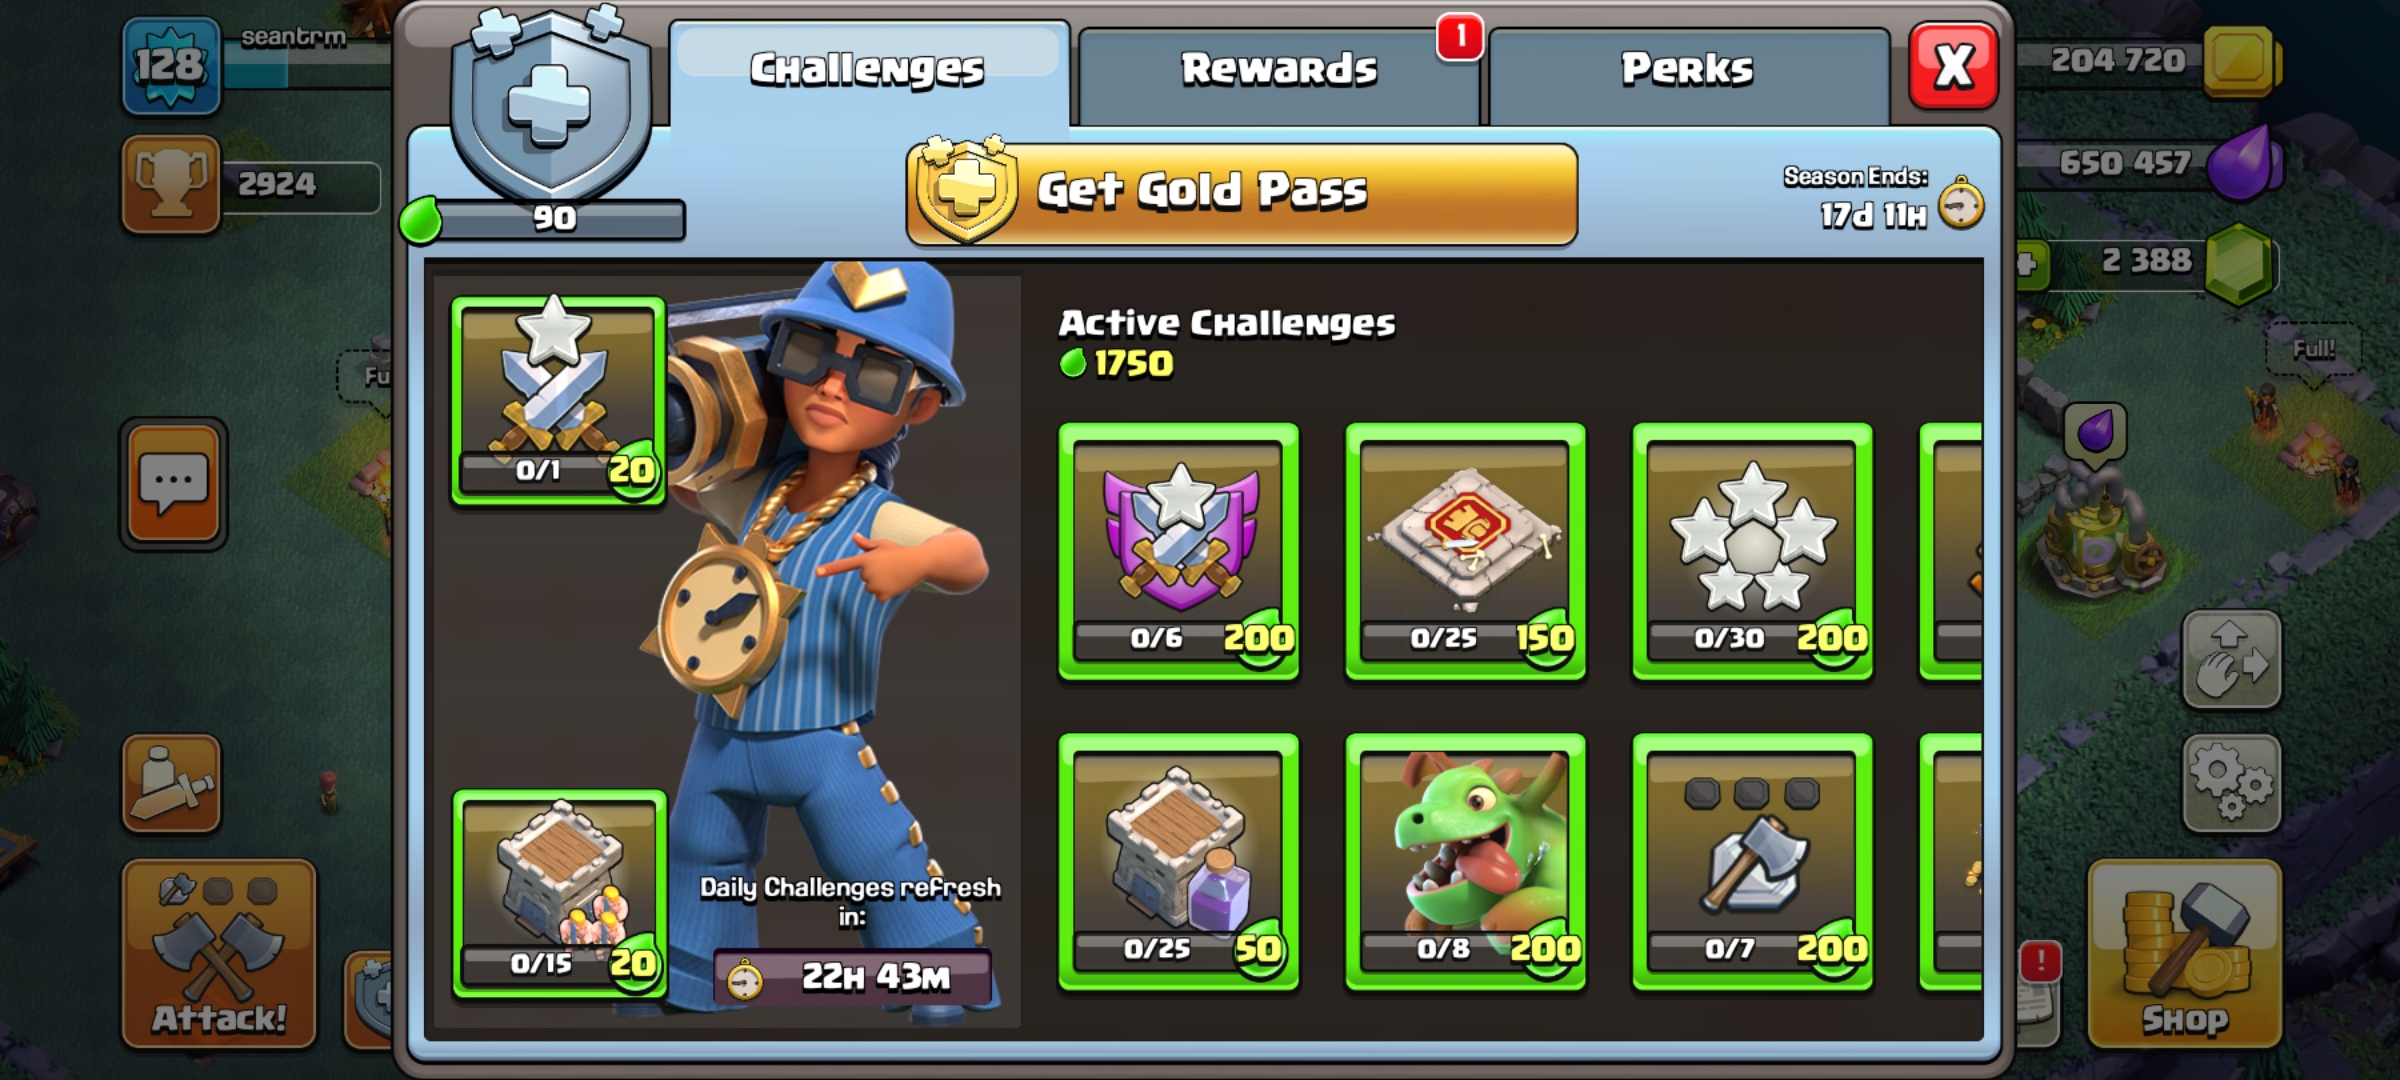 128
seantrm
2924
Challenges
Rewards
1
Perks
X
204 720
650 457
2 388
90
Get Gold Pass
Season Ends:
17d 11H
0/1
20
0/15
20
Daily Challenges refresh
in:
22H 43M
Active Challenges
1750
0/6
200
0/25
150
0/30
200
0/25
50
0/8
200
0/7
200
Fu
Full!
Attack!
!
Shop